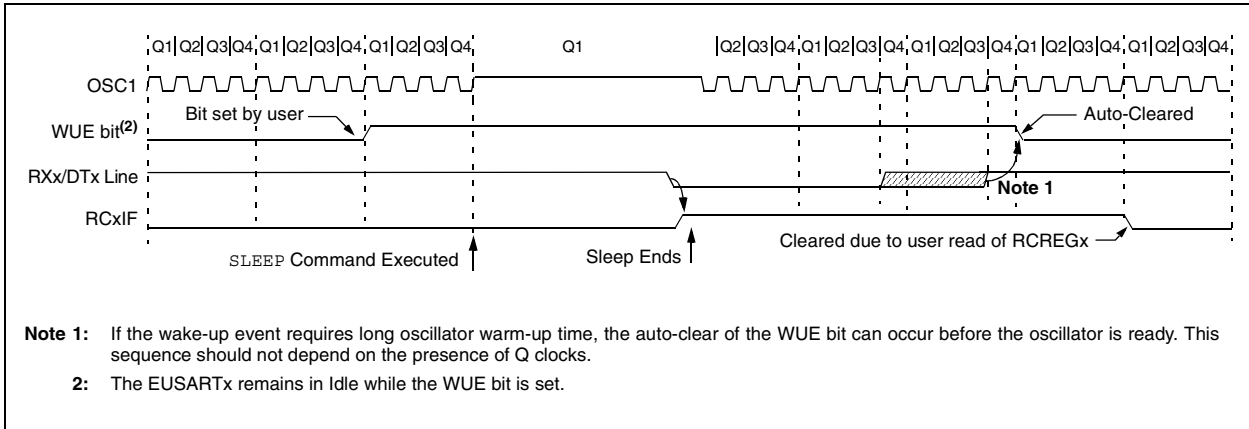 Q1 Q2 Q3 Q4 Q1 Q2 Q3 Q4 Q1 Q2 Q3 Q4 Q1 Q2 Q3 Q4 Q1 Q2 Q3 Q4 Q1 Q2 Q3 Q4 Q1 Q2 Q3 Q4 Q1 Q2 Q3 Q4
OSC1
Bit set by user
Auto-Cleared
WUE bit(2)
RXx/DTx Line
Note 1
RCxIF
Cleared due to user read of RCREGx
SLEEP Command Executed
Sleep Ends
Note 1: If the wake-up event requires long oscillator warm-up time, the auto-clear of the WUE bit can occur before the oscillator is ready. This
sequence should not depend on the presence of Q clocks.
2: The EUSARTx remains in Idle while the WUE bit is set.